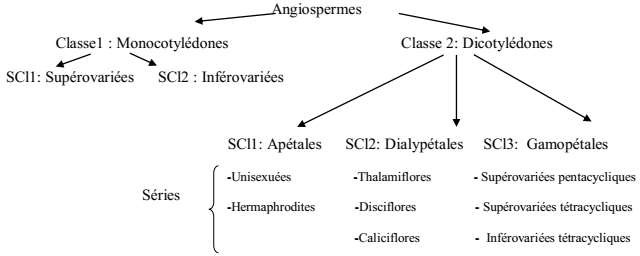 Angiospermes
Classe1 : Monocotylédones Classe 2: Dicotylédones
SCl1: Supérovariées SCl2 : Inférovariées
SCl1: Apétales SCl2: Dialypétales SCl3: Gamopétales
-Unisexuées -Thalamiflores - Supérovariées pentacycliques
Séries
-Hermaphrodites -Disciflores - Supérovariées tétracycliques
-Caliciflores - Inférovariées tétracycliques